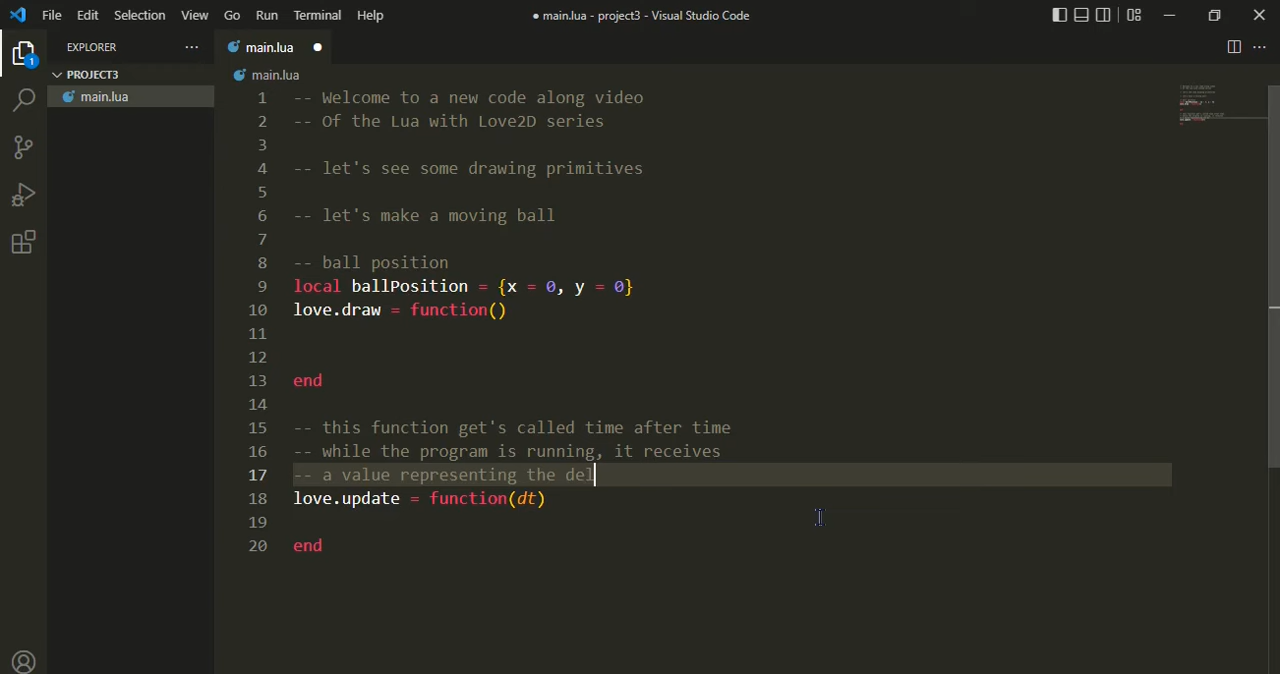 File Edit Selection View Go Run Terminal Help
● main.lua - project3 - Visual Studio Code
EXPLORER
main.lua
1
PROJECT3
main.lua
main.lua
1 -- Welcome to a new code along video
2 -- Of the Lua with Love2D series
3
4 -- let's see some drawing primitives
5
6 -- let's make a moving ball
7
8 -- ball position
9 local ballPosition = {x = 0, y = 0}
10 love.draw = function()
11
12
13 end
14
15 -- this function get's called time after time
16 -- while the program is running, it receives
17 -- a value representing the del
18 love.update = function(dt)
19
20 end